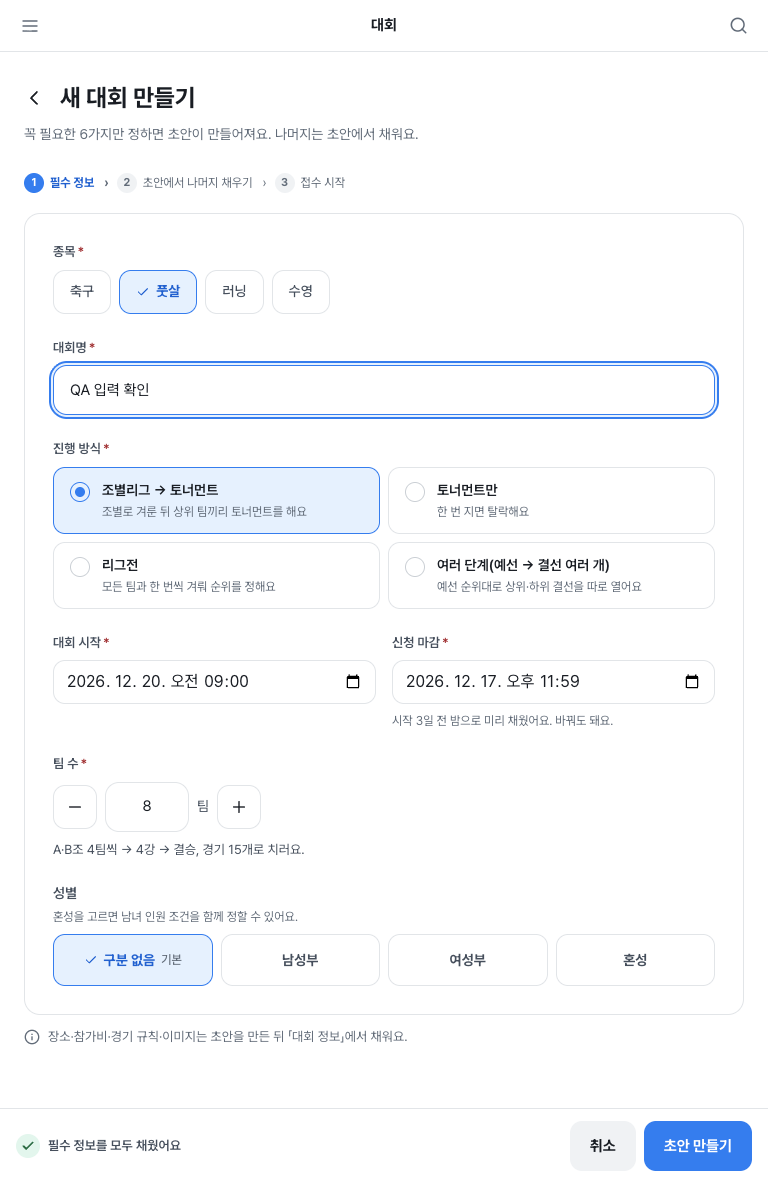 대회
새 대회 만들기
꼭 필요한 6가지만 정하면 초안이 만들어져요. 나머지는 초안에서 채워요.
1 필수 정보 › 2 초안에서 나머지 채우기 › 3 접수 시작
종목 *
축구 풋살 러닝 수영
대회명 *
QA 입력 확인
진행 방식 *
조별리그 → 토너먼트
조별로 겨룬 뒤 상위 팀끼리 토너먼트를 해요
토너먼트만
한 번 지면 탈락해요
리그전
모든 팀과 한 번씩 겨뤄 순위를 정해요
여러 단계(예선 → 결선 여러 개)
예선 순위대로 상위·하위 결선을 따로 열어요
대회 시작 *
2026. 12. 20. 오전 09:00
신청 마감 *
2026. 12. 17. 오후 11:59
시작 3일 전 밤으로 미리 채웠어요. 바꿔도 돼요.
팀 수 *
8 팀
A·B조 4팀씩 → 4강 → 결승, 경기 15개로 치러요.
성별
혼성을 고르면 남녀 인원 조건을 함께 정할 수 있어요.
구분 없음 기본 남성부 여성부 혼성
장소·참가비·경기 규칙·이미지는 초안을 만든 뒯 「대회 정보」에서 채워요.
필수 정보를 모두 채웠어요
취소 초안 만들기